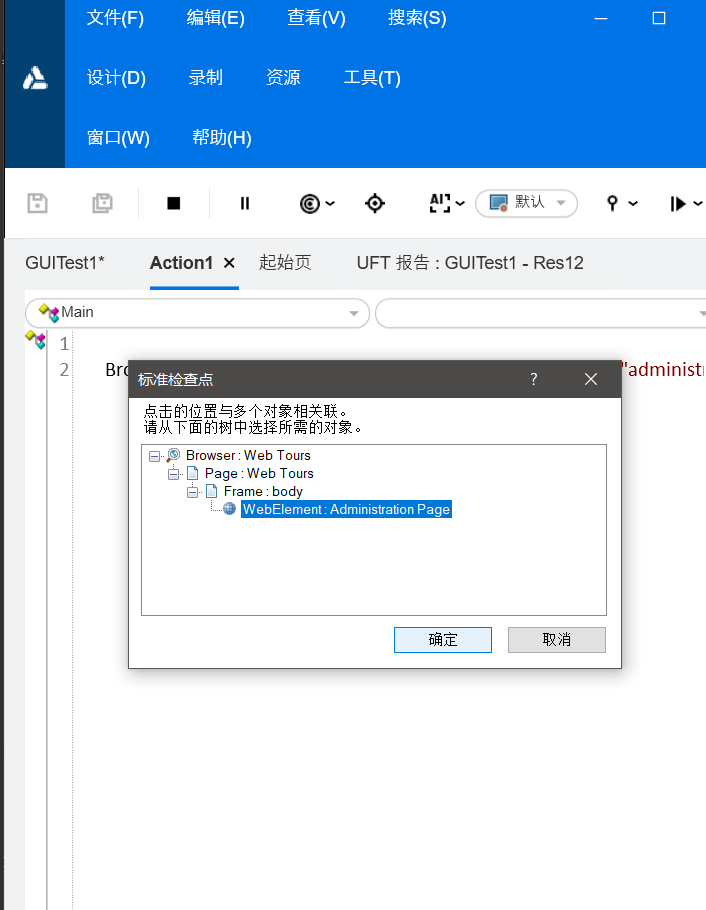 文件(F) 编辑(E) 查看(V) 搜索(S)
设计(D) 录制 资源 工具(T)
窗口(W) 帮助(H)
AI 默认
GUITest1* Action1 起始页 UFT 报告 : GUITest1 - Res12
Main
1
2 "administr
标准检查点 ?
点击的位置与多个对象相关联。
请从下面的树中选择所需的对象。
Browser : Web Tours
Page : Web Tours
Frame : body
WebElement : Administration Page
确定 取消